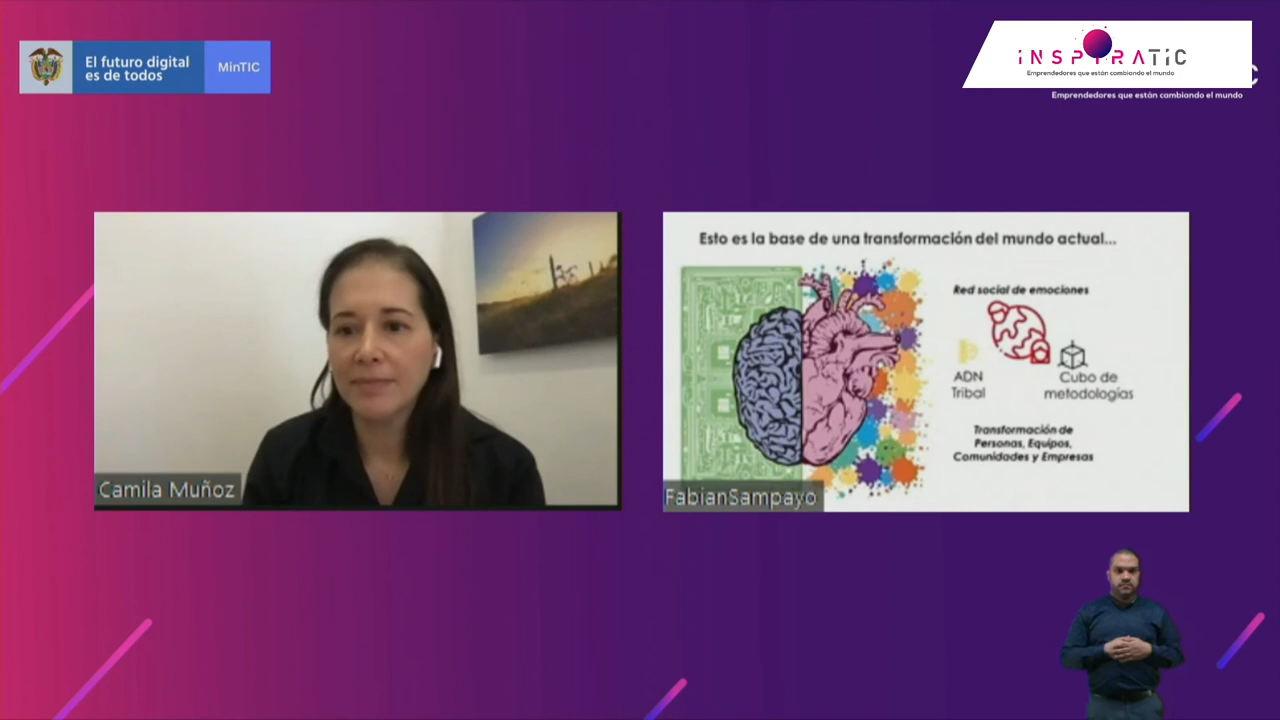 El futuro digital
es de todos
MinTIC
INSPIRATIC
Emprendedores que están cambiando el mundo
C
Emprendedores que están cambiando el mundo
Camila Muñoz
Esto es la base de una transformación del mundo actual...
Red social de emociones
ADN
Tribal
Cubo de
metodologías
Transformación de
Personas, Equipos,
Comunidades y Empresas
FabianSampayo